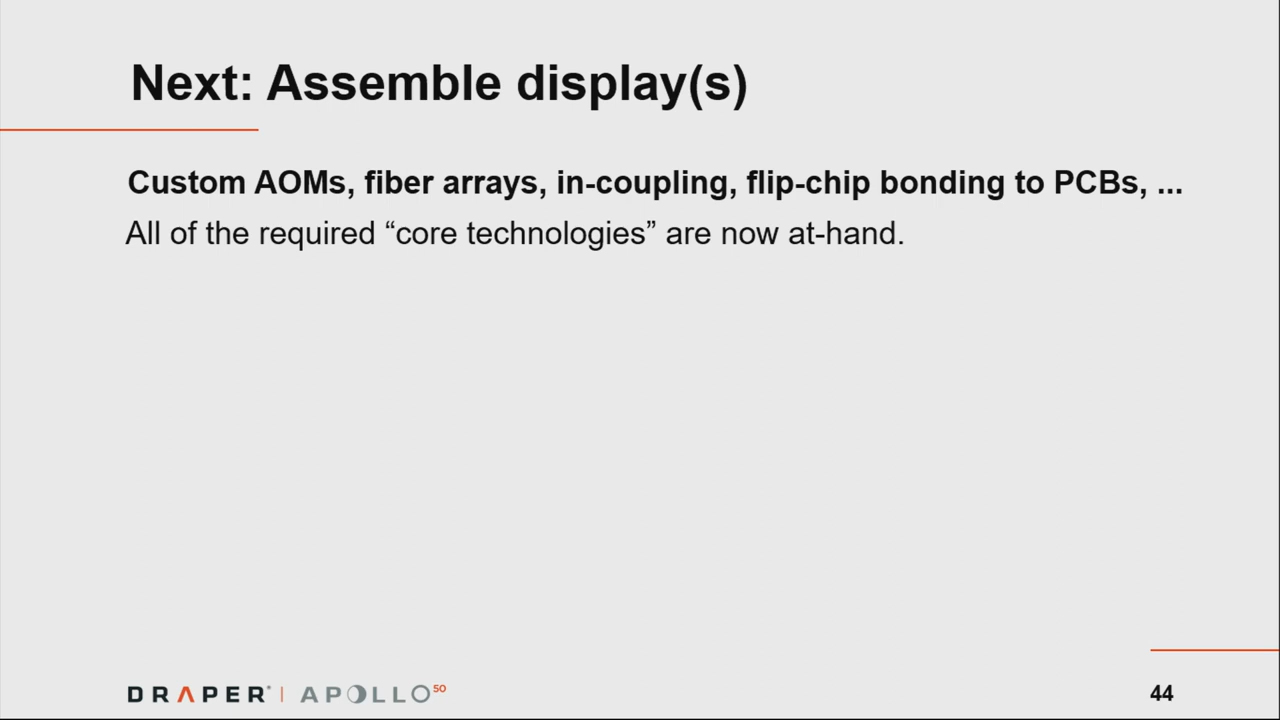 Next: Assemble display(s)
Custom AOMs, fiber arrays, in-coupling, flip-chip bonding to PCBs, ...
All of the required “core technologies” are now at-hand.
DRAPER® | APOLLO50
44